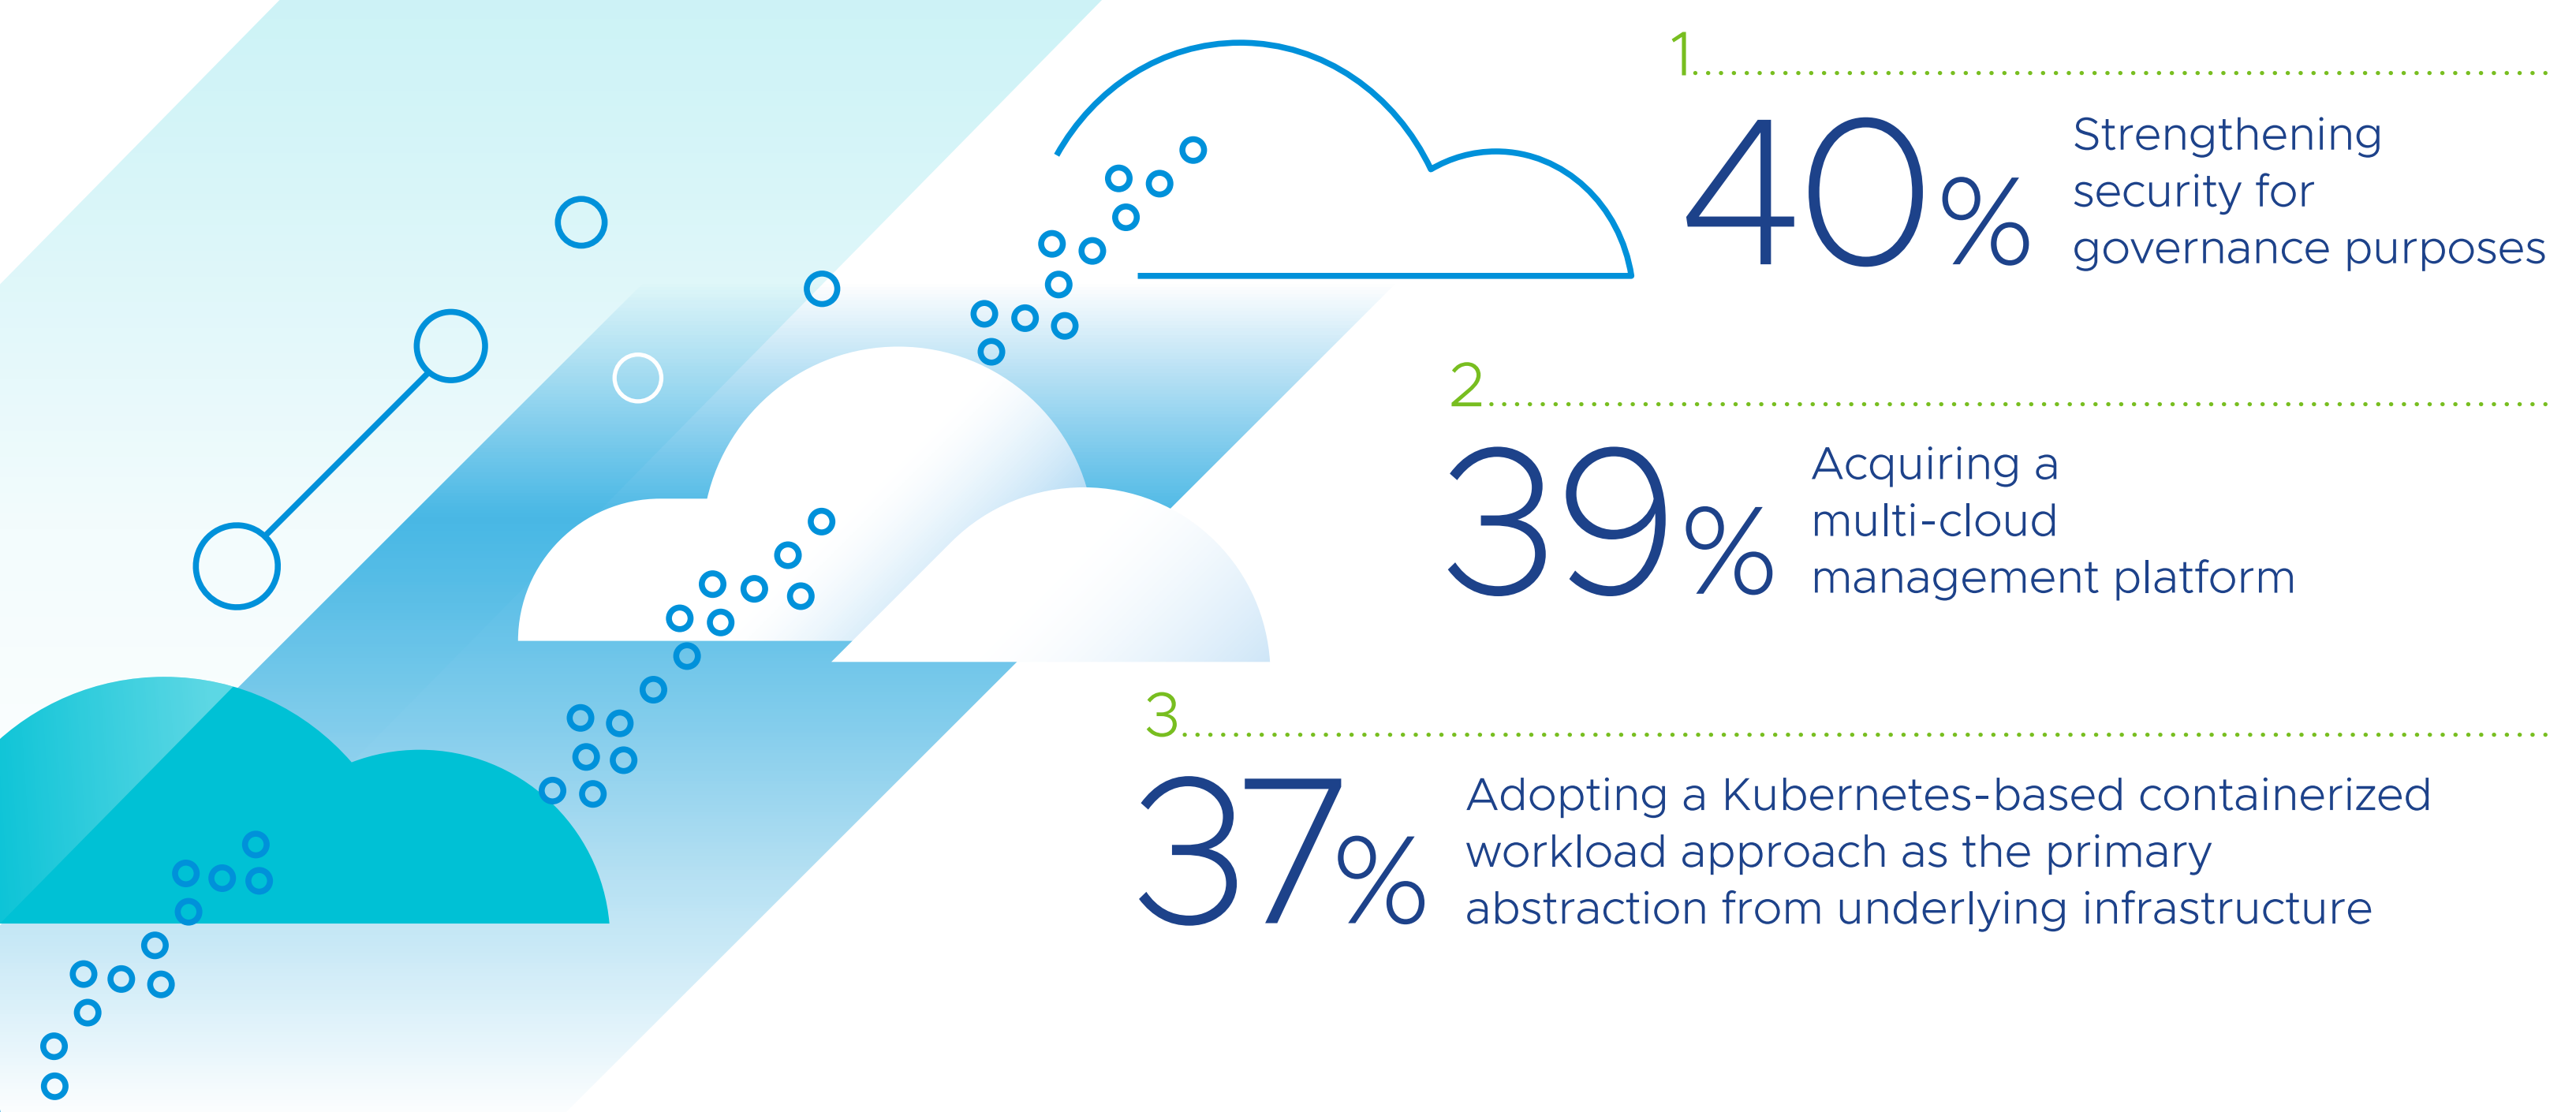 1
40% Strengthening
security for
governance purposes
2
39% Acquiring a
multi-cloud
management platform
3
37% Adopting a Kubernetes-based containerized
workload approach as the primary
abstraction from underlying infrastructure